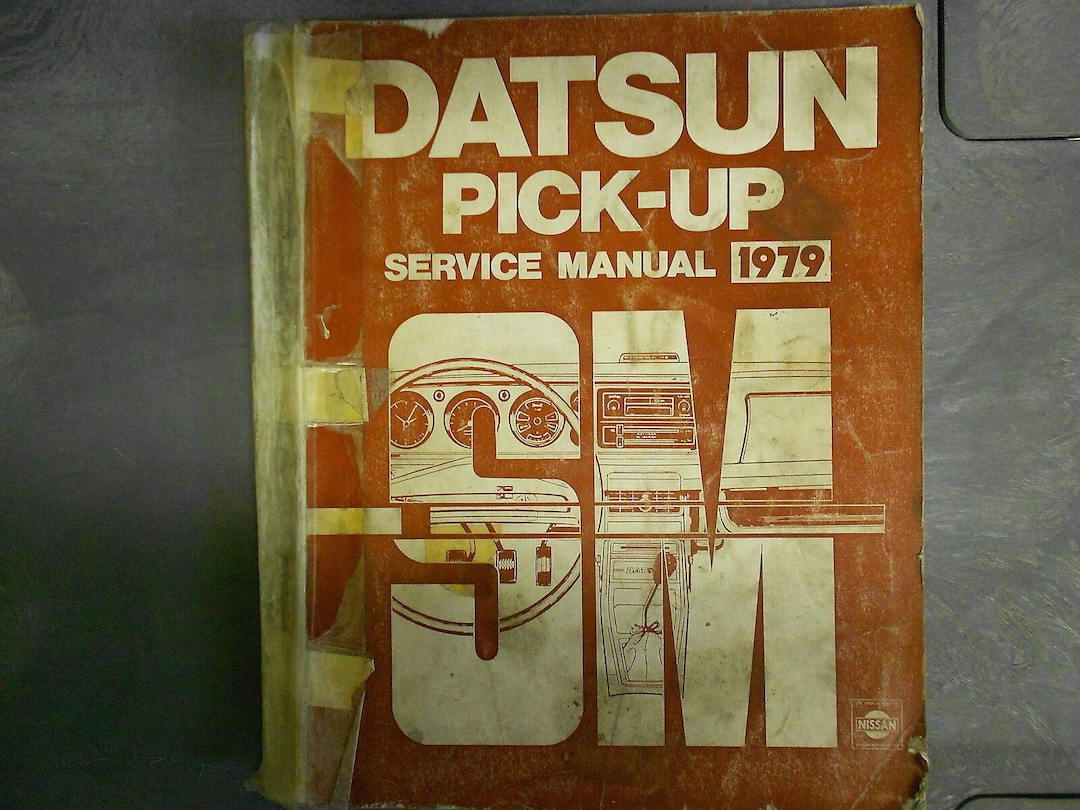 DATSUN
PICK-UP
SERVICE MANUAL 1979
SM
NISSAN